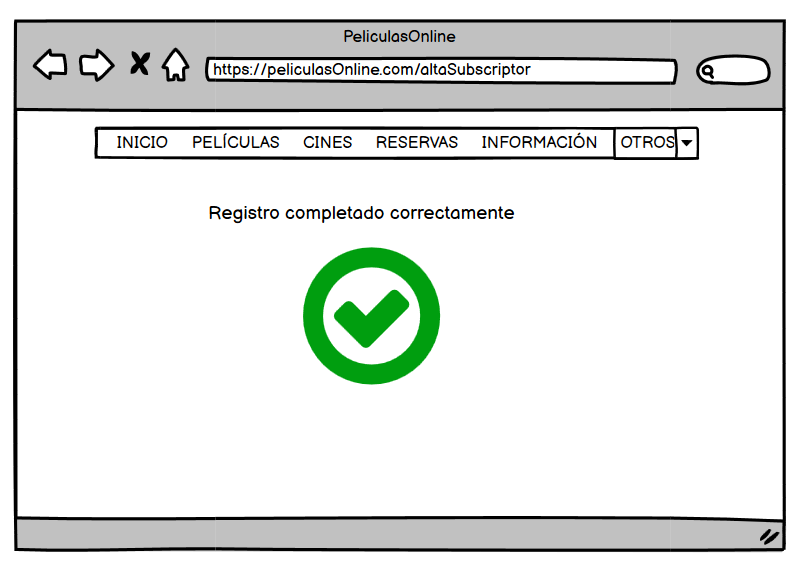 PeliculasOnline
https://peliculasOnline.com/altaSubscriptor
INICIO PELÍCULAS CINES RESERVAS INFORMACIÓN OTROS
Registro completado correctamente